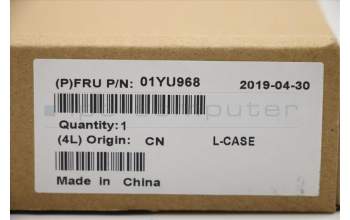 (P)FRU P/N: 01YU968 2019-04-30
Quantity:1
(4L) Origin: CN L-CASE
Made in China